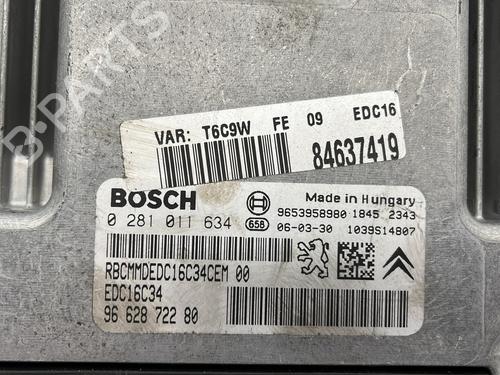 B-PARTS
VAR: T6C9W FE 09 EDC16
84637419
BOSCH
Made in Hungary
0 281 011 634
658
9653958980 1845 2343
06-03-30 1039S14807
RBCMMDEDC16C34CEM 00
EDC16C34
96 628 722 80